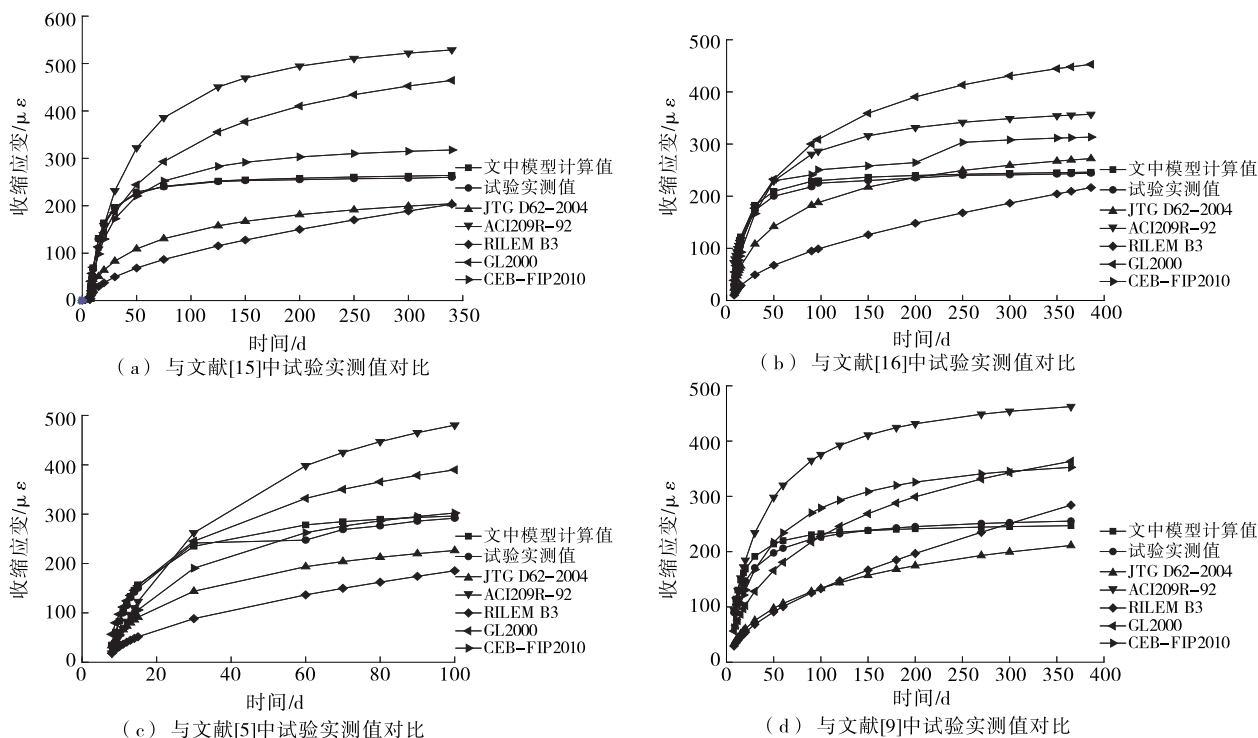 600
500
400
300
200
100
0
收缩应变/με
文中模型计算值
试验实测值
JTG D62-2004
ACI209R-92
RILEM B3
GL2000
CEB-FIP2010
0 50 100 150 200 250 300 350
时间/d
(a) 与文献[15]中试验实测值对比
500
400
300
200
100
0
收缩应变/με
文中模型计算值
试验实测值
JTG D62-2004
ACI209R-92
RILEM B3
GL2000
CEB-FIP2010
0 50 100 150 200 250 300 350 400
时间/d
(b) 与文献[16]中试验实测值对比
500
400
300
200
100
0
收缩应变/με
文中模型计算值
试验实测值
JTG D62-2004
ACI209R-92
RILEM B3
GL2000
CEB-FIP2010
20 40 60 80 100
时间/d
(c) 与文献[5]中试验实测值对比
500
400
300
200
100
0
收缩应变/με
文中模型计算值
试验实测值
JTG D62-2004
ACI209R-92
RILEM B3
GL2000
CEB-FIP2010
0 50 100 150 200 250 300 350 400
时间/d
(d) 与文献[9]中试验实测值对比